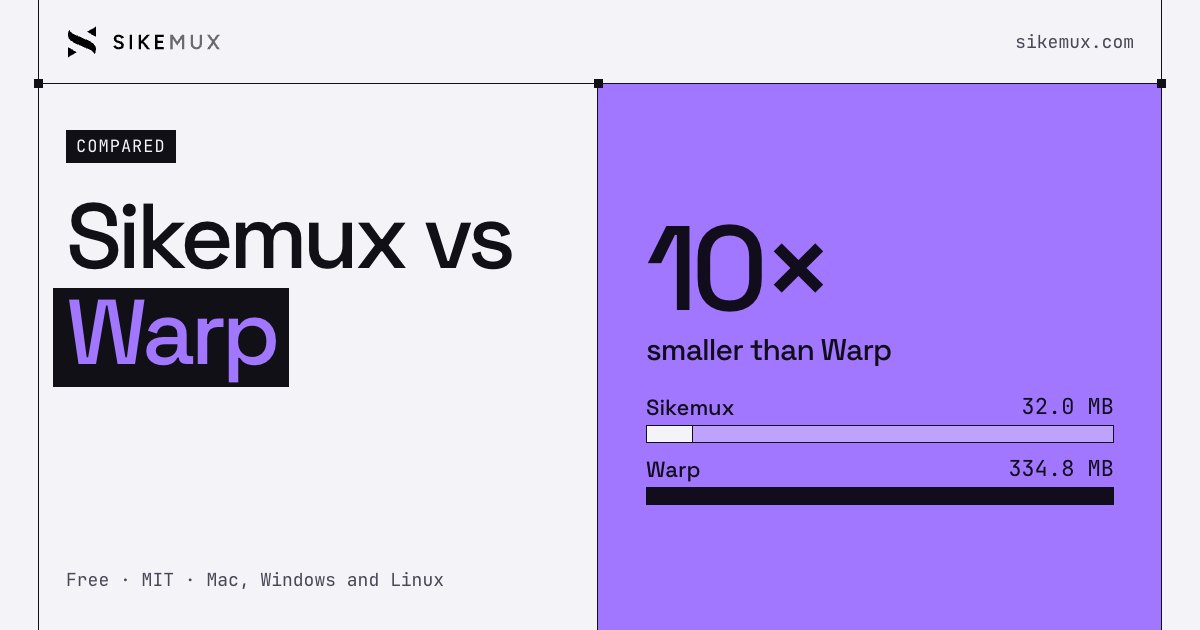 SIKEMUX
sikemux.com
COMPARED
Sikemux vs
Warp
10×
smaller than Warp
Sikemux 32.0 MB
Warp 334.8 MB
Free · MIT · Mac, Windows and Linux